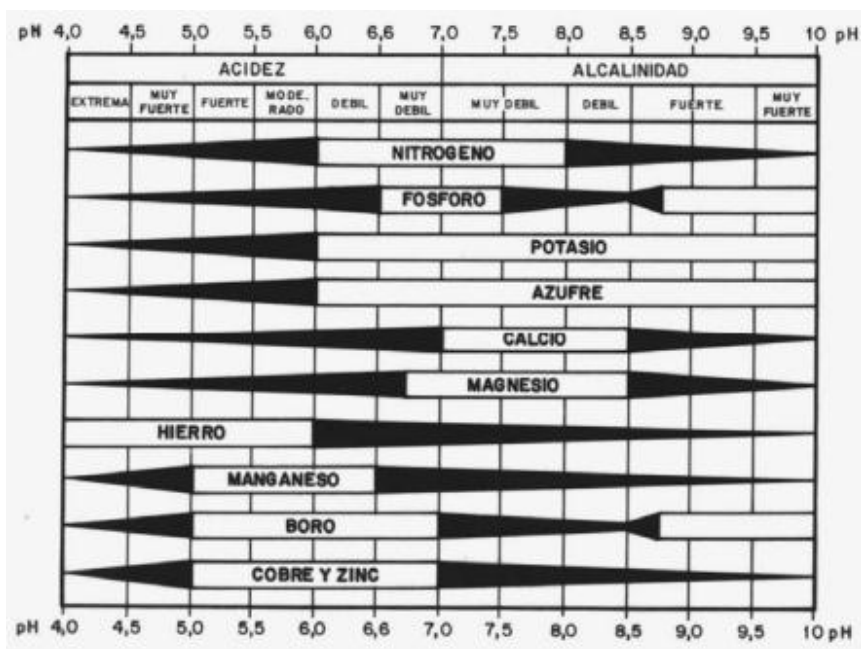 pH 4,0 4,5 5,0 5,5 6,0 6,6 7,0 7,5 8,0 8,5 9,0 9,5 10 pH
ACIDEZ ALCALINIDAD
EXTREMA MUY FUERTE FUERTE MODE. RADO DEBIL MUY DEBIL MUY DEBIL DEBIL FUERTE MUY FUERTE
NITROGENO
FOSFORO
POTASIO
AZUFRE
CALCIO
MAGNESIO
HIERRO
MANGANESO
BORO
COBRE Y ZINC
pH 4,0 4,5 5,0 5,5 6,0 6,6 7,0 7,5 8,0 8,5 9,0 9,5 10 pH